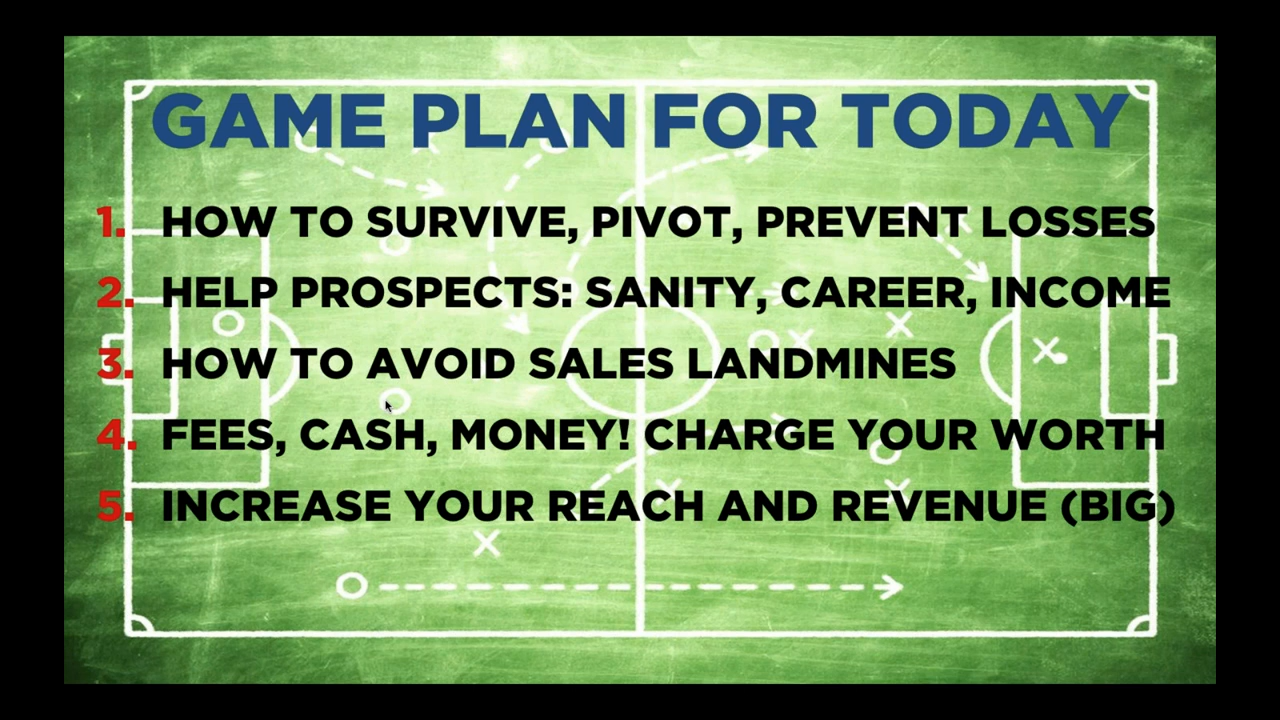 GAME PLAN FOR TODAY
1. HOW TO SURVIVE, PIVOT, PREVENT LOSSES
2. HELP PROSPECTS: SANITY, CAREER, INCOME
3. HOW TO AVOID SALES LANDMINES
4. FEES, CASH, MONEY! CHARGE YOUR WORTH
5. INCREASE YOUR REACH AND REVENUE (BIG)